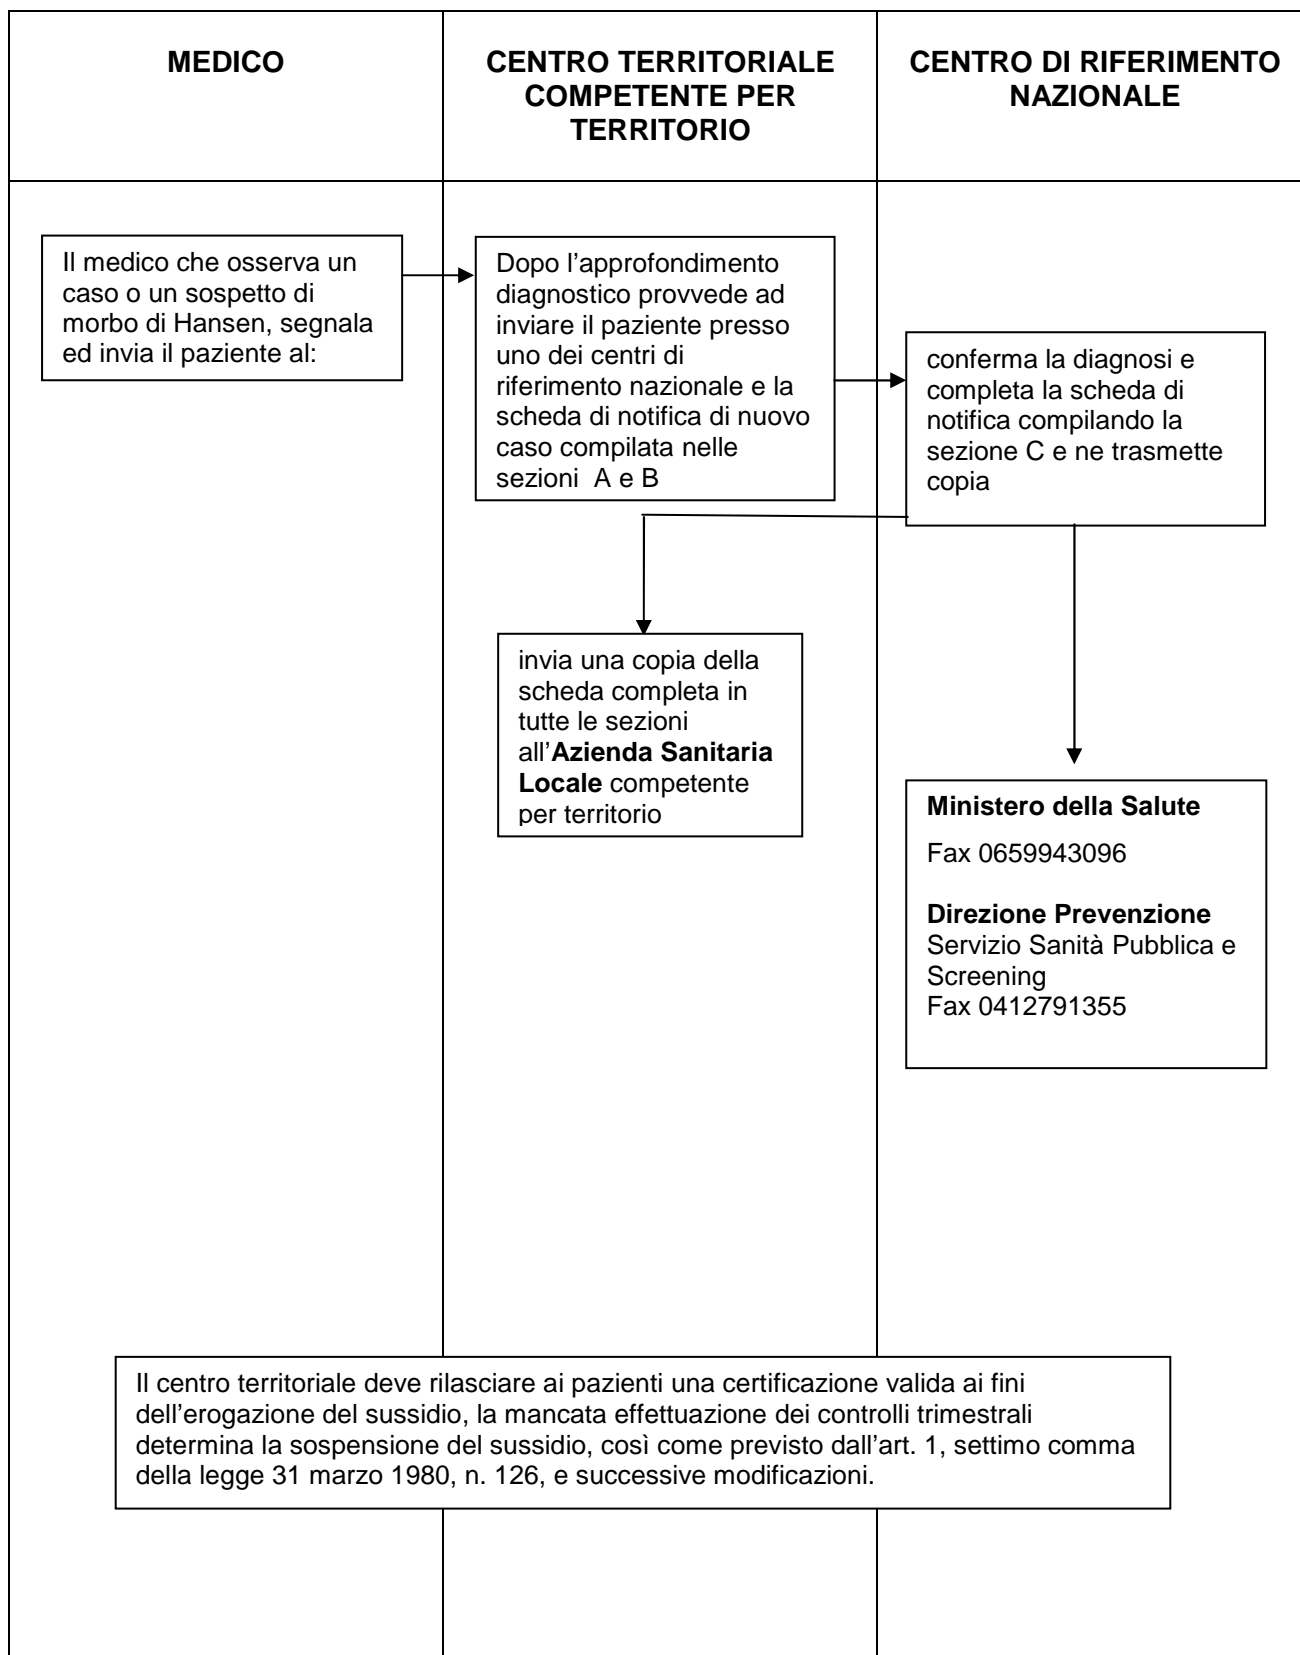 MEDICO
CENTRO TERRITORIALE
COMPETENTE PER
TERRITORIO
CENTRO DI RIFERIMENTO
NAZIONALE
Il medico che osserva un
caso o un sospetto di
morbo di Hansen, segnala
ed invia il paziente al:
Dopo l’approfondimento
diagnostico provvede ad
inviare il paziente presso
uno dei centri di
riferimento nazionale e la
scheda di notifica di nuovo
caso compilata nelle
sezioni A e B
conferma la diagnosi e
completa la scheda di
notifica compilando la
sezione C e ne trasmette
copia
invia una copia della
scheda completa in
tutte le sezioni
all’Azienda Sanitaria
Locale competente
per territorio
Ministero della Salute
Fax 0659943096
Direzione Prevenzione
Servizio Sanità Pubblica e
Screening
Fax 0412791355
Il centro territoriale deve rilasciare ai pazienti una certificazione valida ai fini
dell’erogazione del sussidio, la mancata effettuazione dei controlli trimestrali
determina la sospensione del sussidio, così come previsto dall’art. 1, settimo comma
della legge 31 marzo 1980, n. 126, e successive modificazioni.